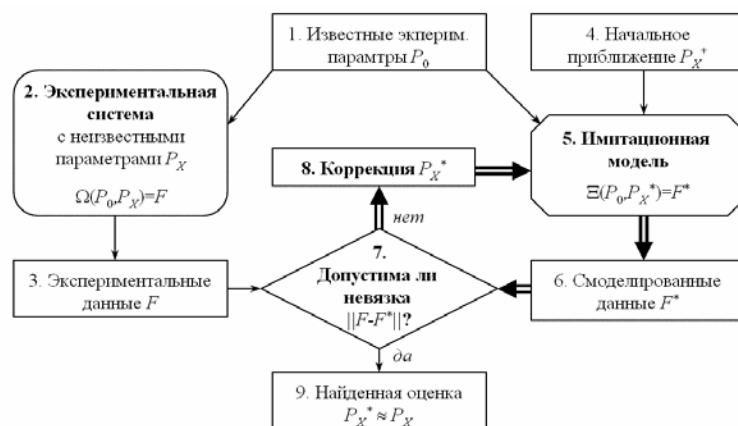 1. Известные экперим.
парамтры P₀
4. Начальное
приближение Pₓ⁺
2. Экспериментальная
система
с неизвестными
параметрами Pₓ
Ω(P₀,Pₓ)=F
5. Имитационная
модель
Ξ(P₀,Pₓ*)=F*
8. Коррекция Pₓ*
нет
3. Экспериментальные
данные F
7.
Допустима ли
невязка
||F-F*||?
6. Смоделированные
данные F*
да
9. Найденная оценка
Pₓ* ≈ Pₓ